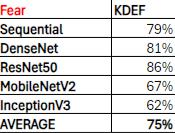 Fear KDEF
Sequential 79%
DenseNet 81%
ResNet50 86%
MobileNetV2 67%
InceptionV3 62%
AVERAGE 75%